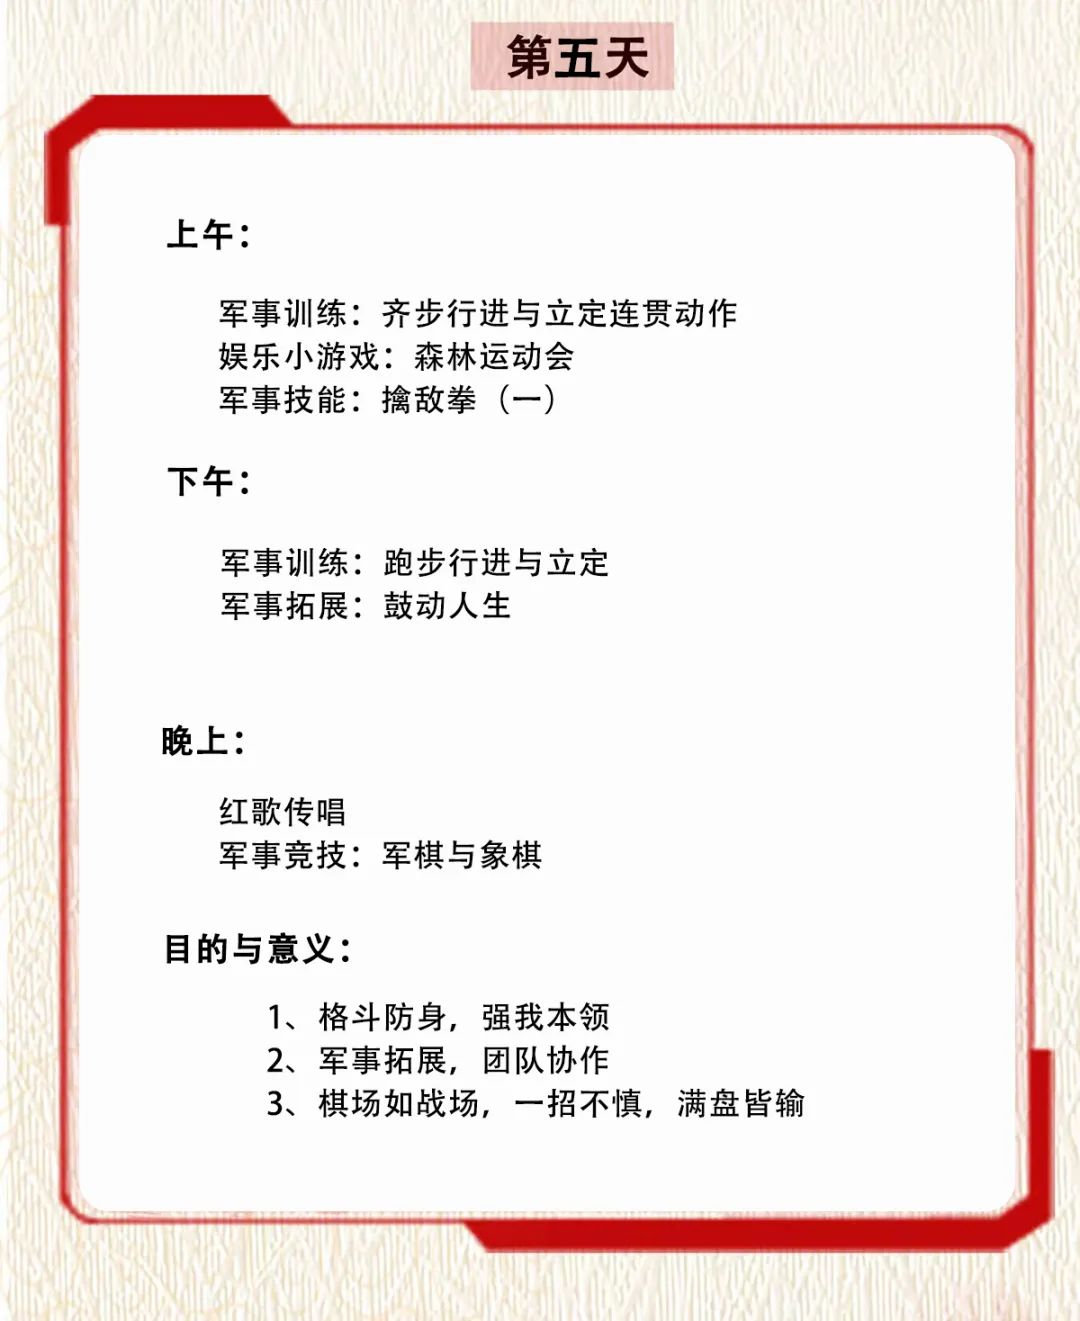 第五天
上午：
军事训练：齐步行进与立定连贯动作
娱乐小游戏：森林运动会
军事技能：擒敌拳（一）
下午：
军事训练：跑步行进与立定
军事拓展：鼓动人生
晚上：
红歌传唱
军事竞技：军棋与象棋
目的与意义：
1、格斗防身，强我本领
2、军事拓展，团队协作
3、棋场如战场，一招不慎，满盘皆输